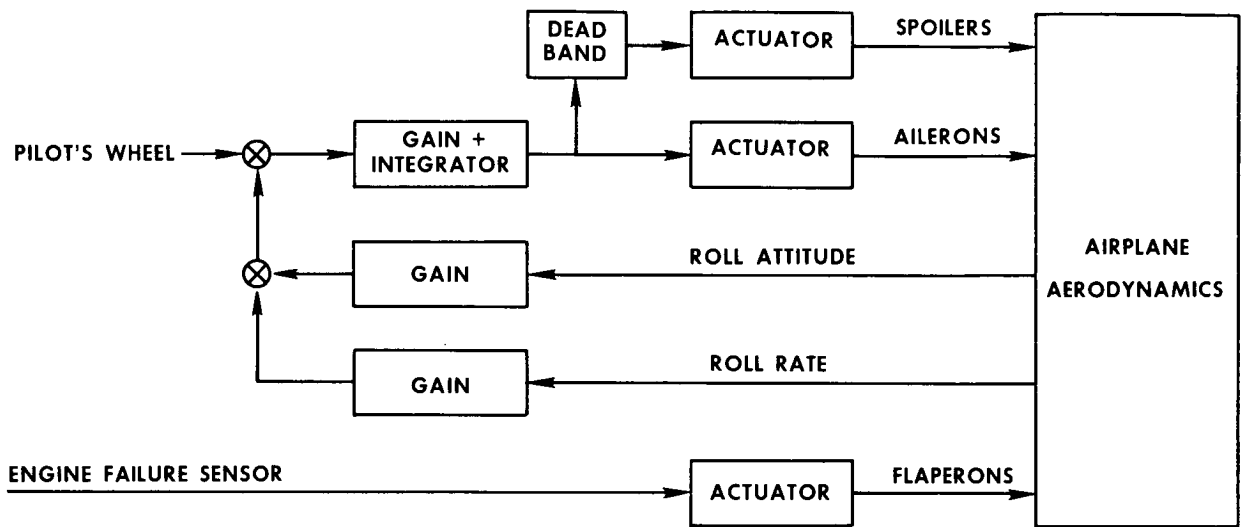 DEAD
BAND
ACTUATOR
SPOILERS
PILOT'S WHEEL
GAIN +
INTEGRATOR
ACTUATOR
AILERONS
GAIN
ROLL ATTITUDE
AIRPLANE
AERODYNAMICS
GAIN
ROLL RATE
ENGINE FAILURE SENSOR
ACTUATOR
FLAPERONS